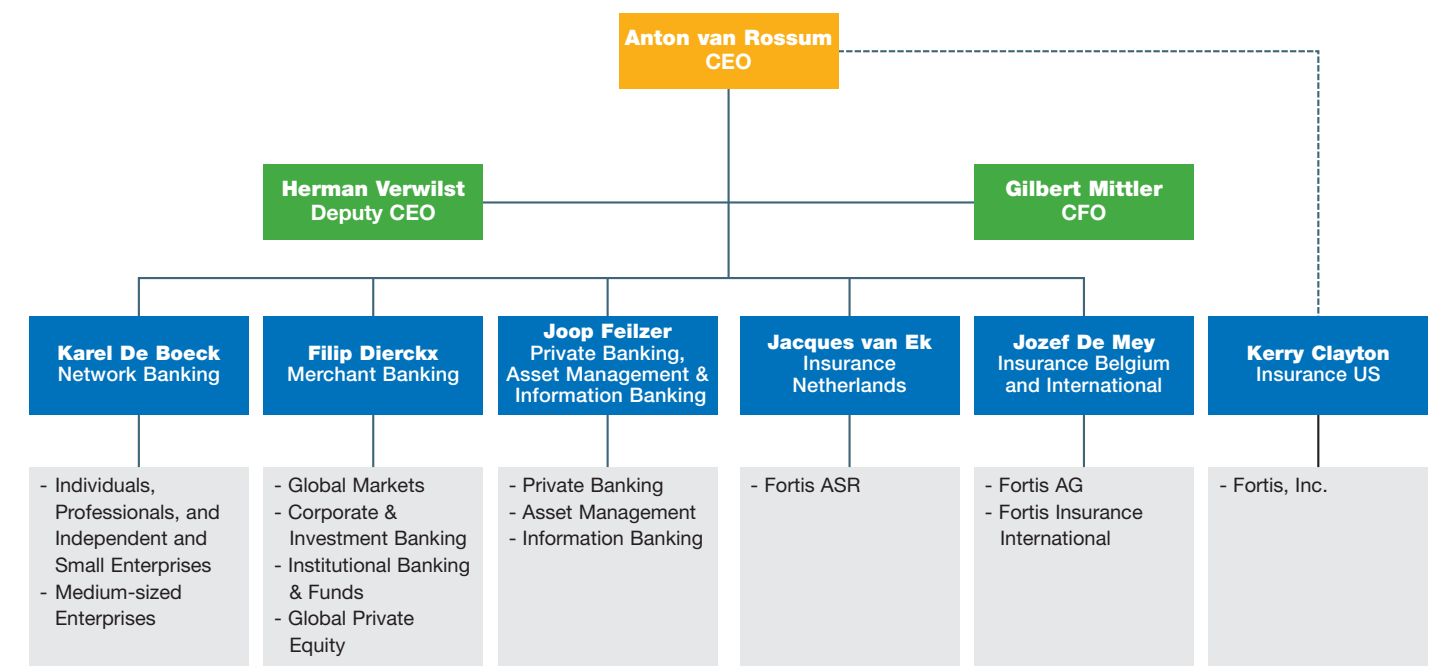 Anton van Rossum
CEO
Herman Verwilst
Deputy CEO
Gilbert Mittler
CFO
Karel De Boeck
Network Banking
Filip Dierckx
Merchant Banking
Joop Feilzer
Private Banking,
Asset Management &
Information Banking
Jacques van Ek
Insurance
Netherlands
Jozef De Mey
Insurance Belgium
and International
Kerry Clayton
Insurance US
- Individuals,
Professionals, and
Independent and
Small Enterprises
- Medium-sized
Enterprises
- Global Markets
- Corporate &
Investment Banking
- Institutional Banking
& Funds
- Global Private
Equity
- Private Banking
- Asset Management
- Information Banking
- Fortis ASR
- Fortis AG
- Fortis Insurance
International
- Fortis, Inc.